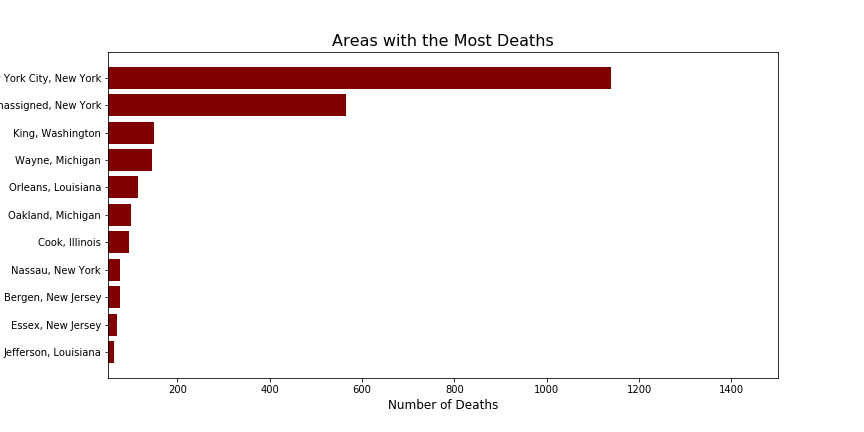 Areas with the Most Deaths
York City, New York
nassigned, New York
King, Washington
Wayne, Michigan
Orleans, Louisiana
Oakland, Michigan
Cook, Illinois
Nassau, New York
Bergen, New Jersey
Essex, New Jersey
Jefferson, Louisiana
200 400 600 800 1000 1200 1400
Number of Deaths